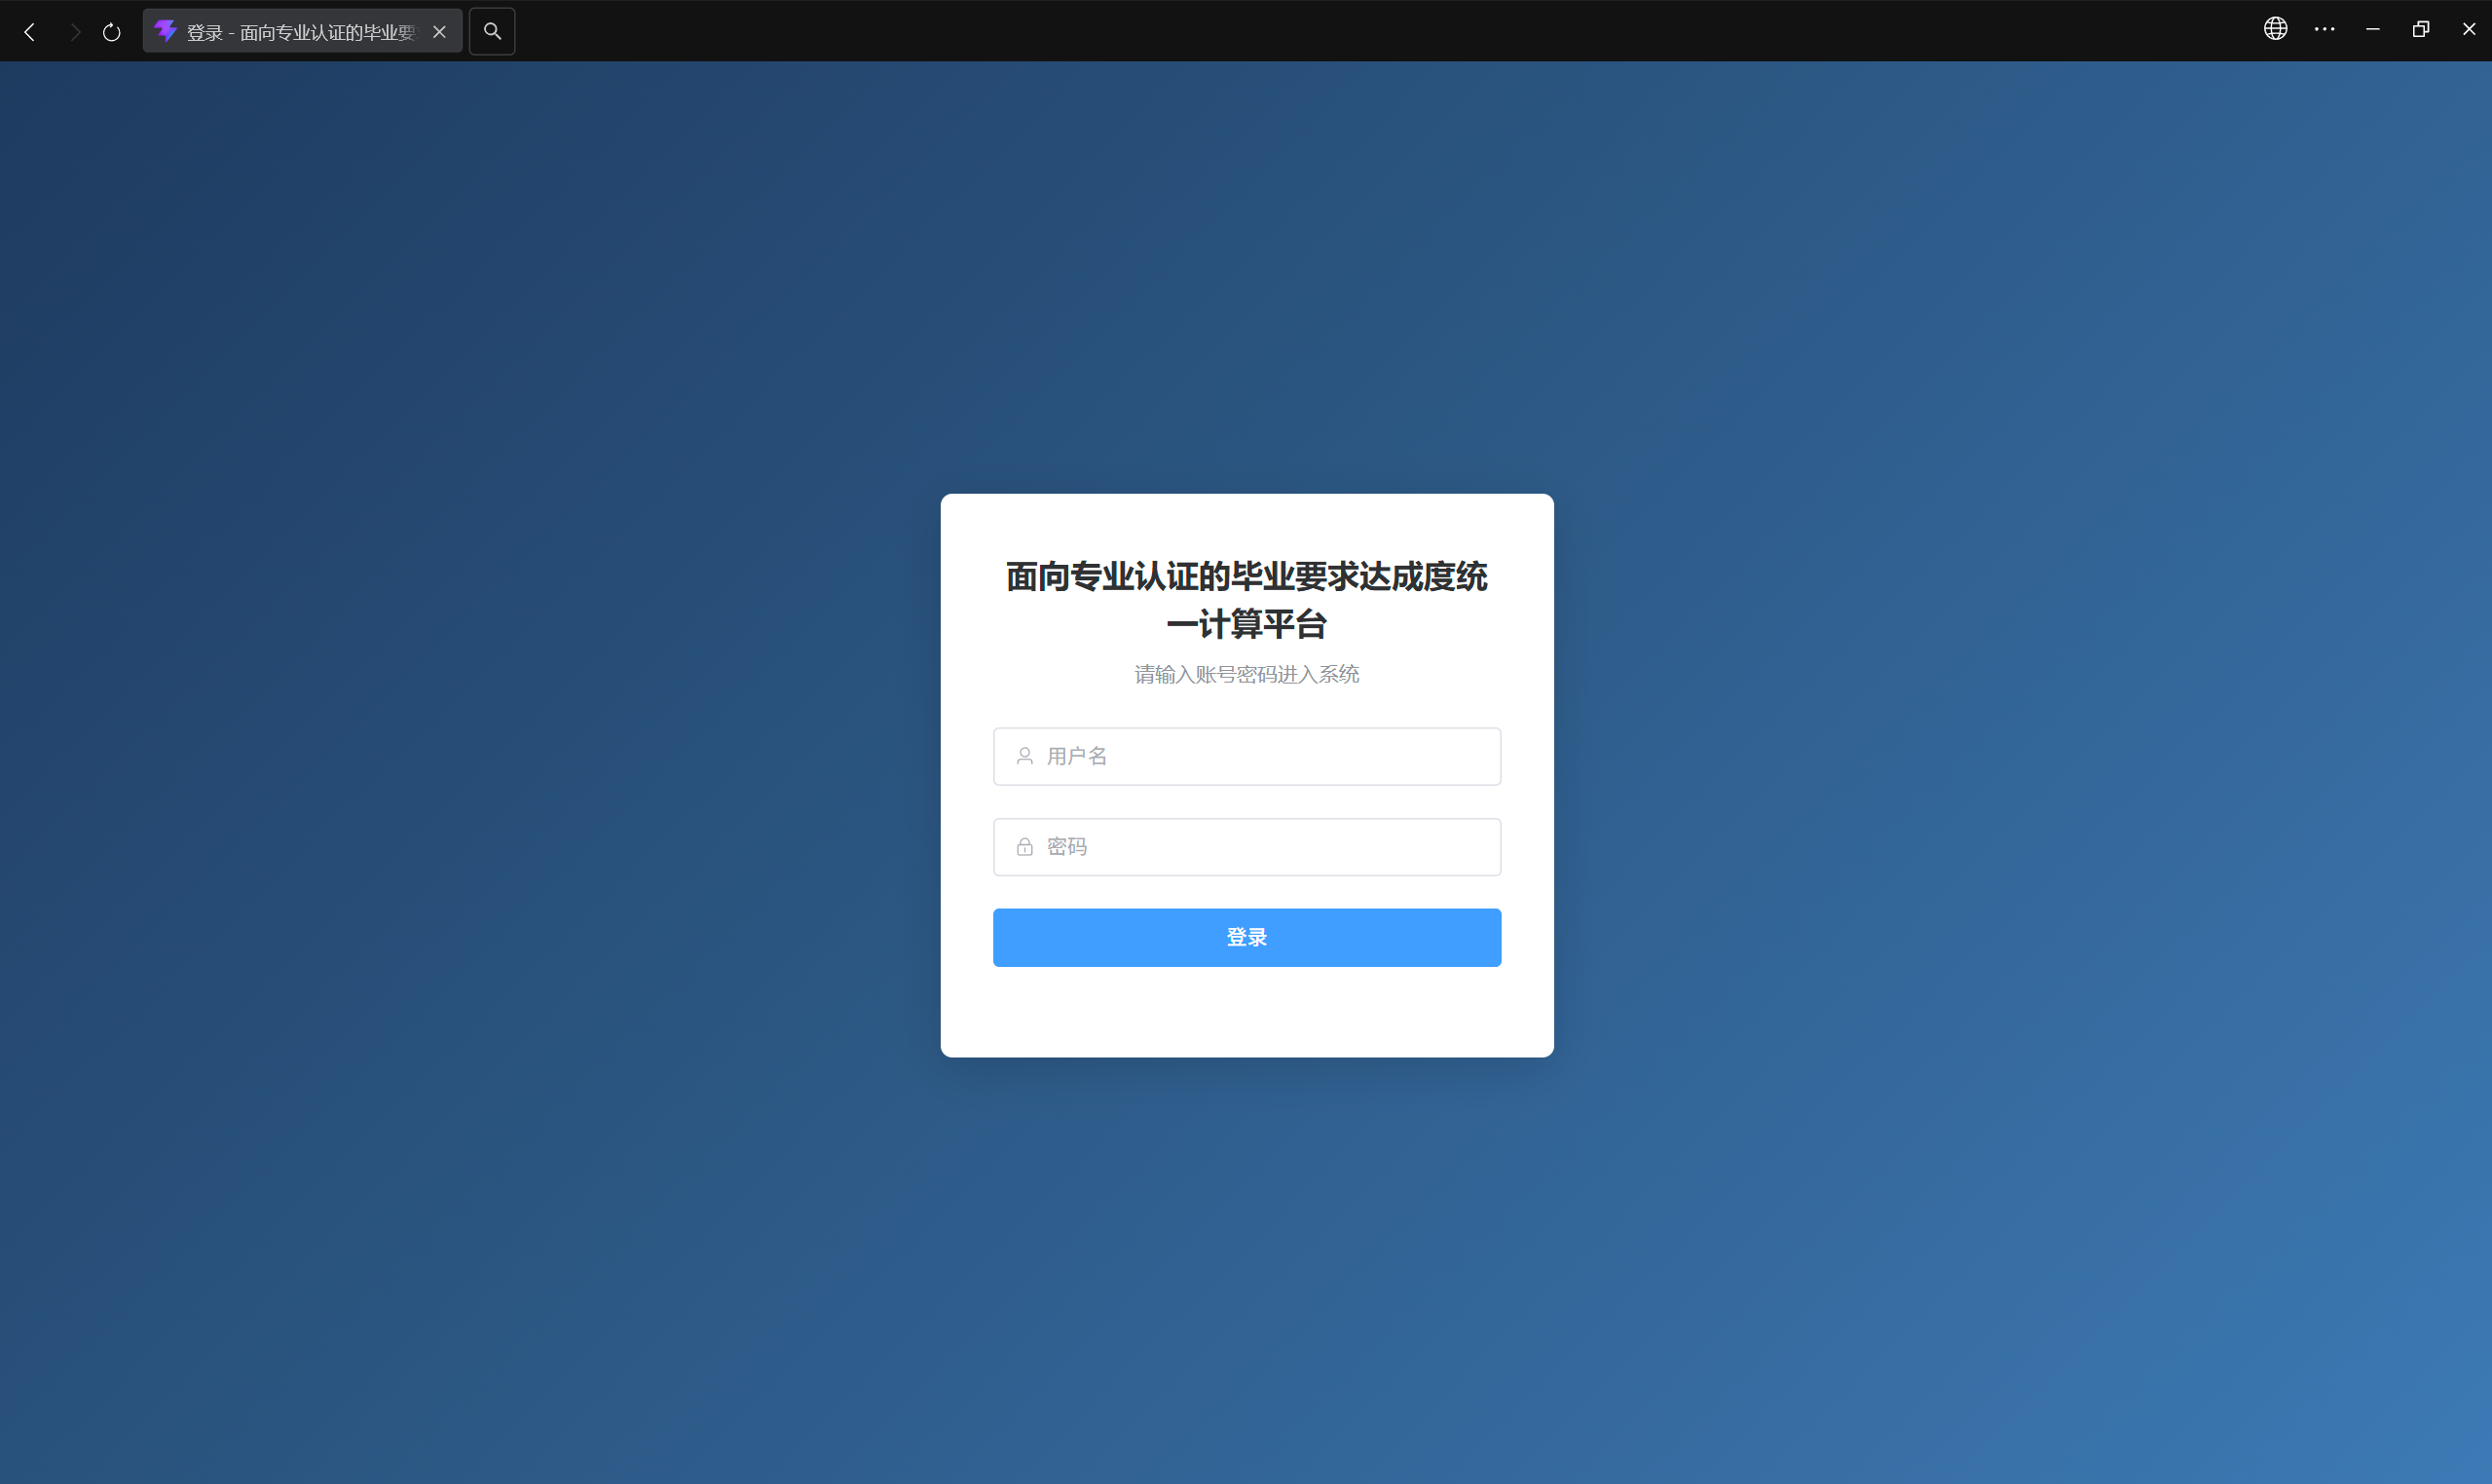 登录 - 面向专业认证的毕业要
面向专业认证的毕业要求达成度统
一计算平台
请输入账号密码进入系统
用户名
密码
登录